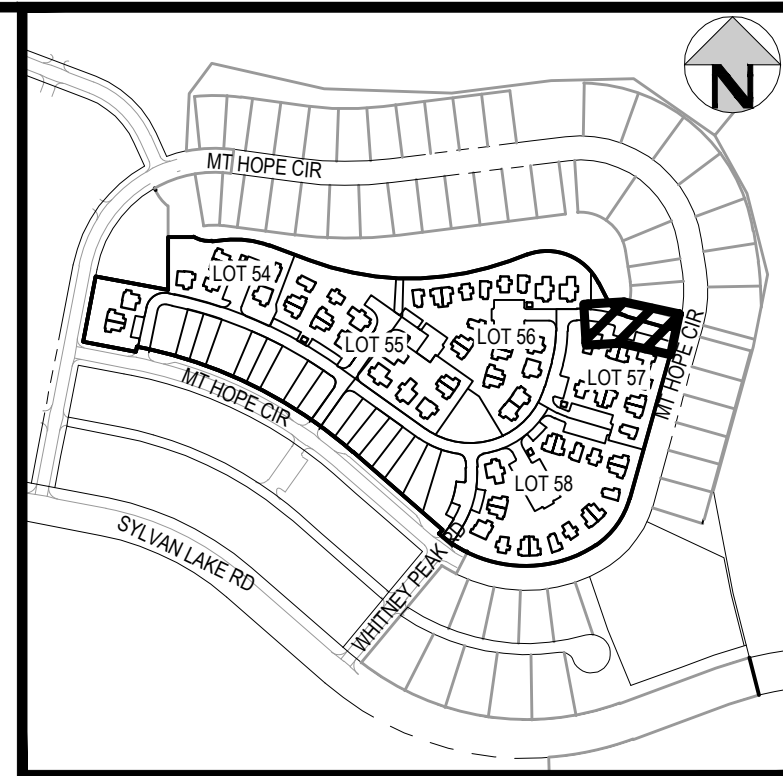 N
MT HOPE CIR
LOT 54
LOT 55
LOT 56
LOT 57
MT HOPE CIR
MT HOPE CIR
LOT 58
SYLVAN LAKE RD
WHITNEY PEAK RD